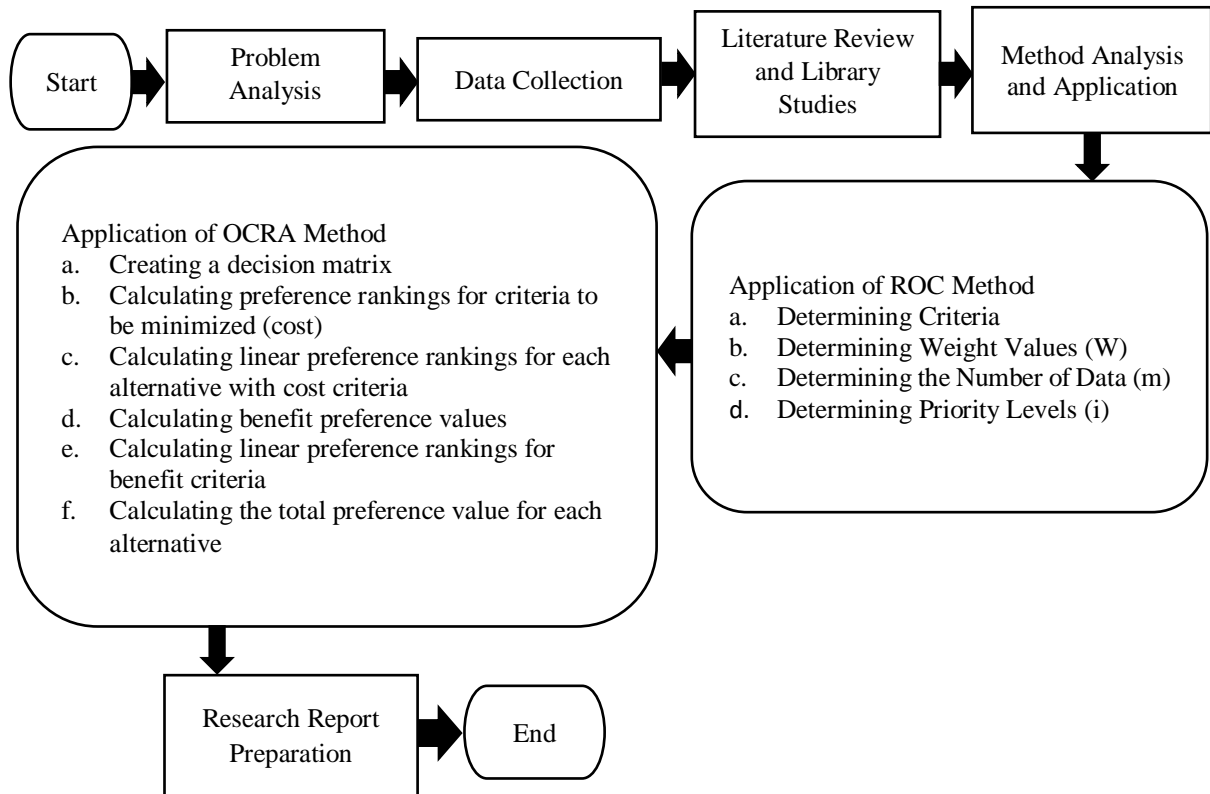 Start
Problem
Analysis
Data Collection
Literature Review
and Library
Studies
Method Analysis
and Application
Application of ROC Method
a. Determining Criteria
b. Determining Weight Values (W)
c. Determining the Number of Data (m)
d. Determining Priority Levels (i)
Application of OCRA Method
a. Creating a decision matrix
b. Calculating preference rankings for criteria to
be minimized (cost)
c. Calculating linear preference rankings for each
alternative with cost criteria
d. Calculating benefit preference values
e. Calculating linear preference rankings for
benefit criteria
f. Calculating the total preference value for each
alternative
Research Report
Preparation
End